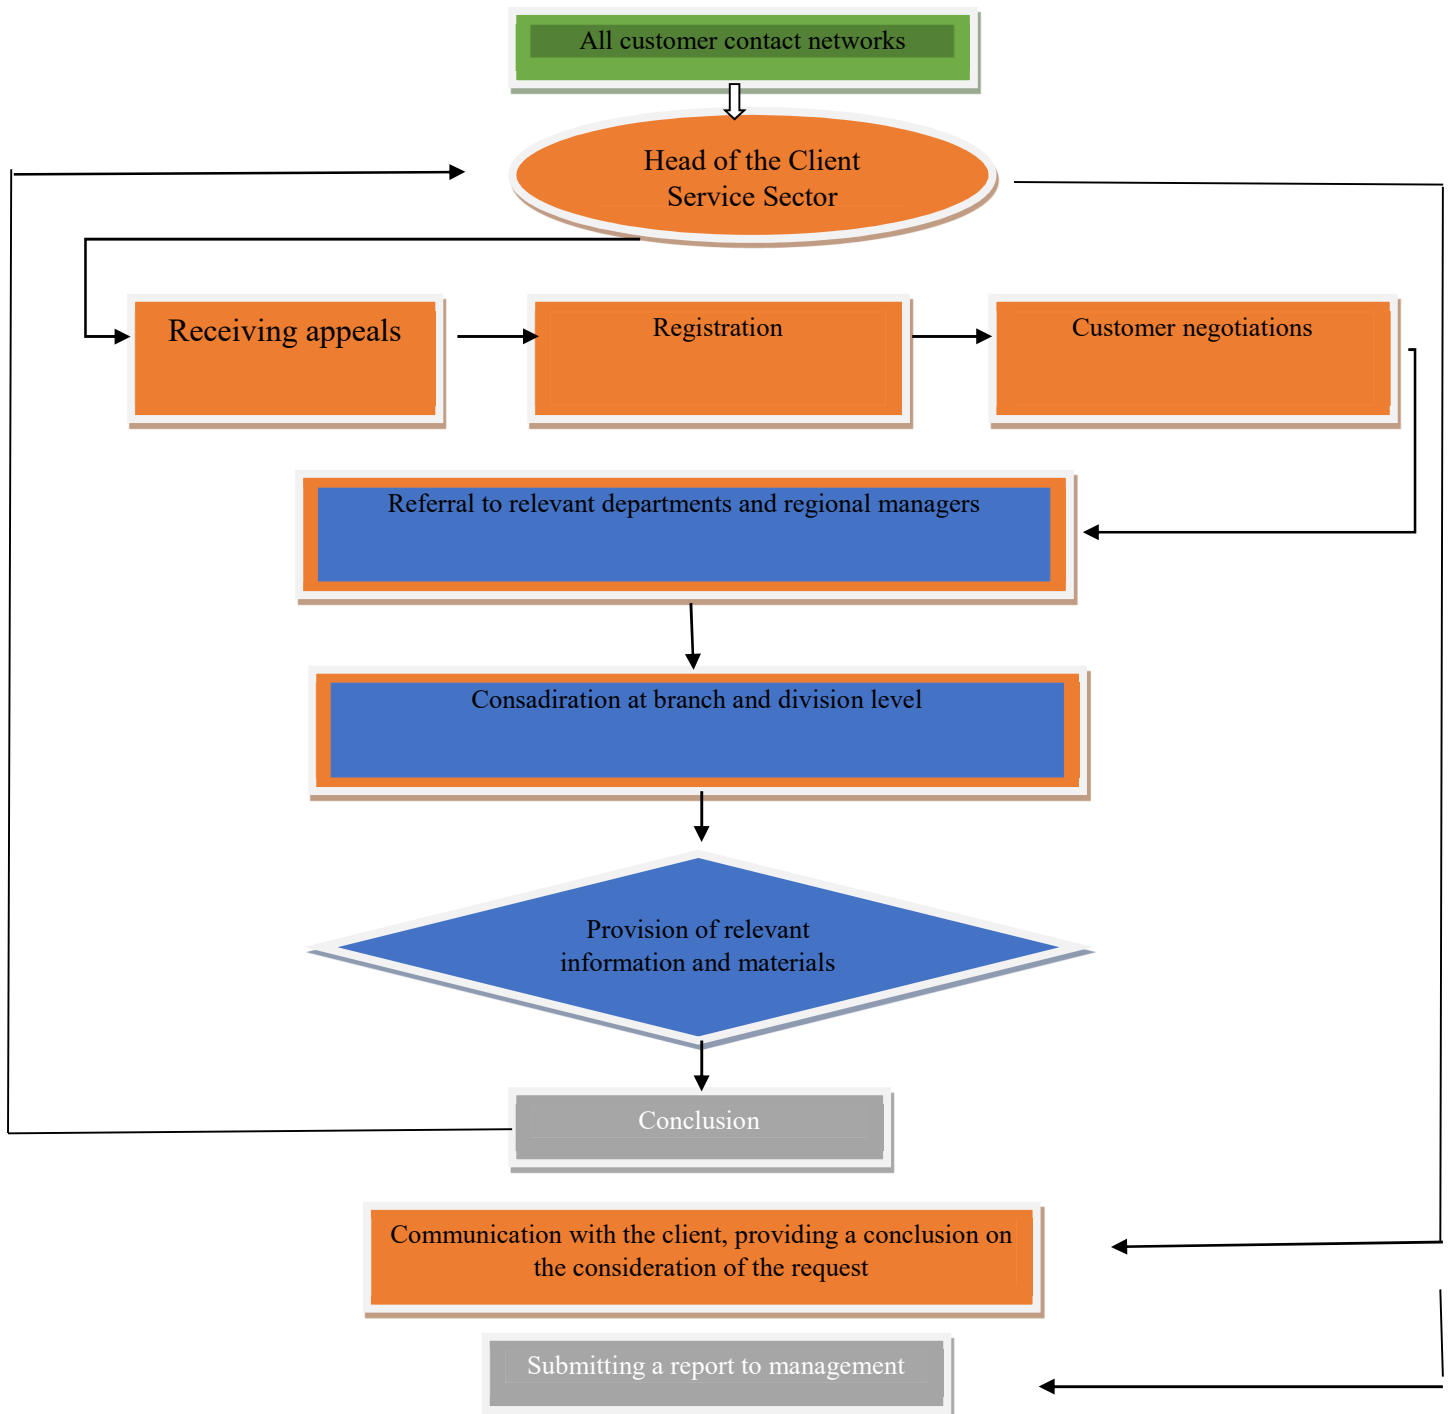 All customer contact networks
Head of the Client
Service Sector
Receiving appeals
Registration
Customer negotiations
Referral to relevant departments and regional managers
Consadiration at branch and division level
Provision of relevant
information and materials
Conclusion
Communication with the client, providing a conclusion on
the consideration of the request
Submitting a report to management